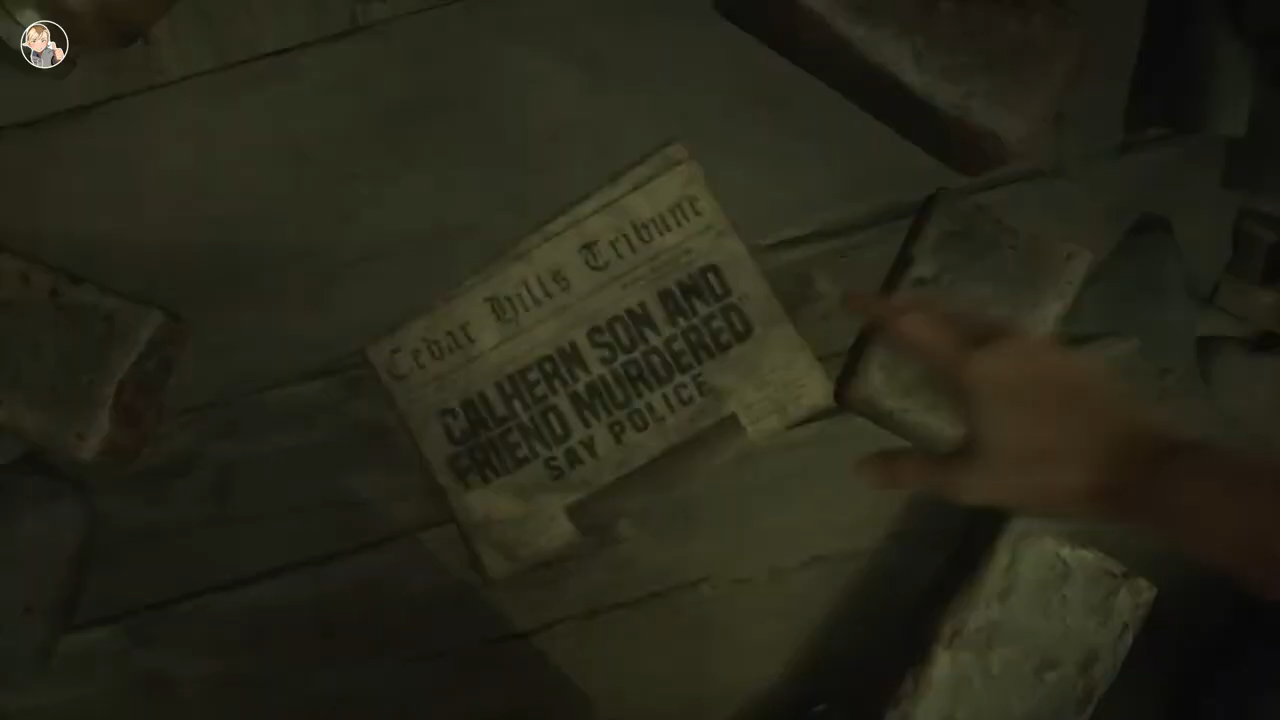 Cedar Hills Tribune
CALHERN SON AND
FRIEND MURDERED"
SAY POLICE